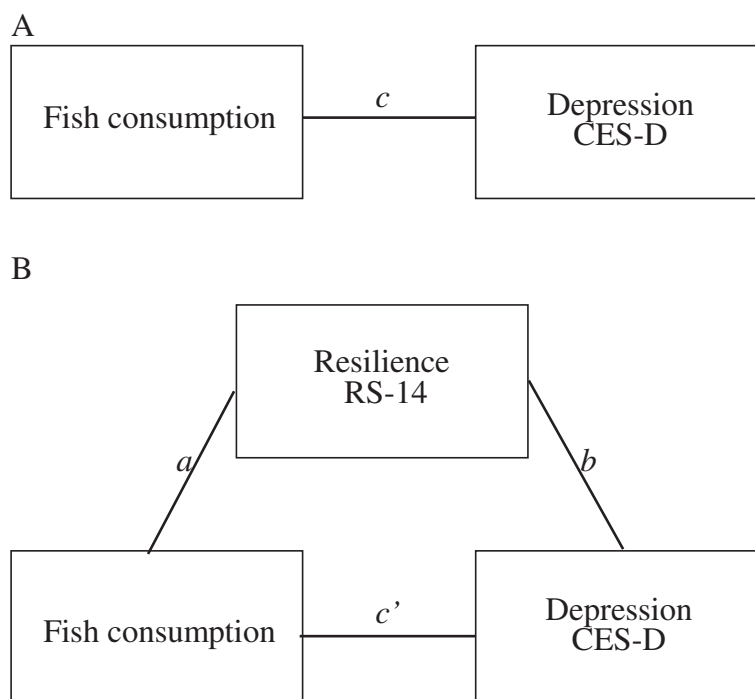 A
Fish consumption
c
Depression
CES-D
B
Resilience
RS-14
a
b
Fish consumption
c’
Depression
CES-D